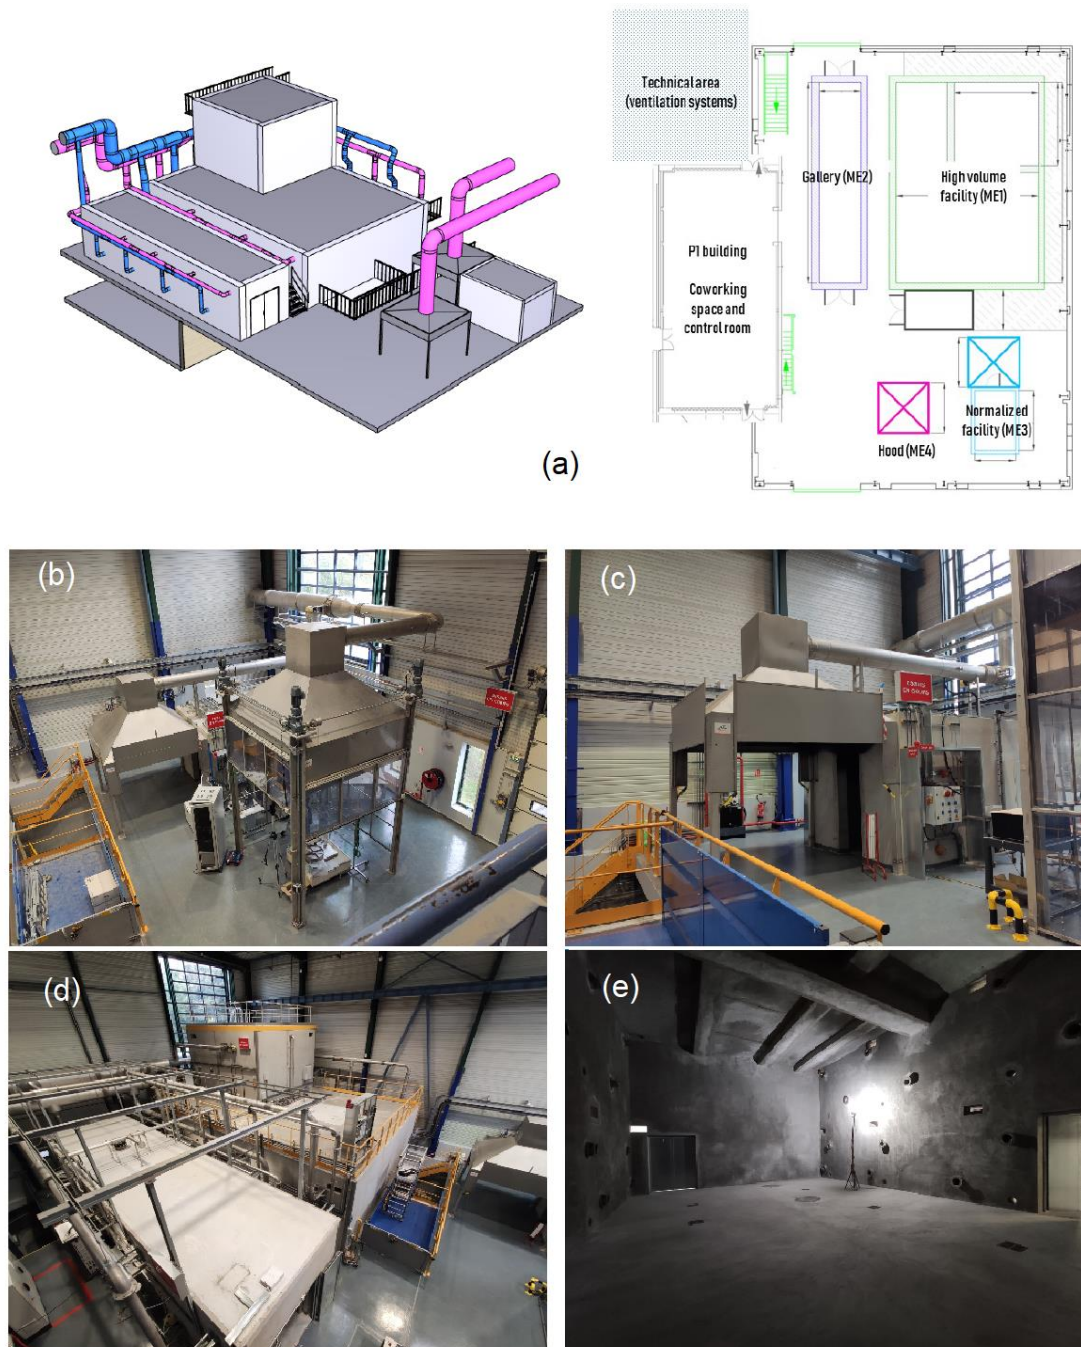 Technical area
(ventilation systems)
Gallery (ME2)
High volume
facility (ME1)
P1 building
Coworking
space and
control room
Normalized
facility (ME3)
Hood (ME4)
(a)
(b)
(c)
(d)
(e)